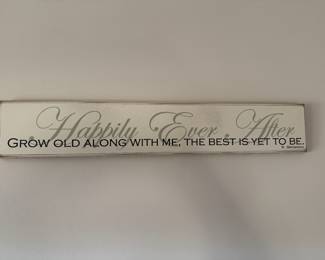 Happily Ever After
GROW OLD ALONG WITH ME; THE BEST IS YET TO BE.